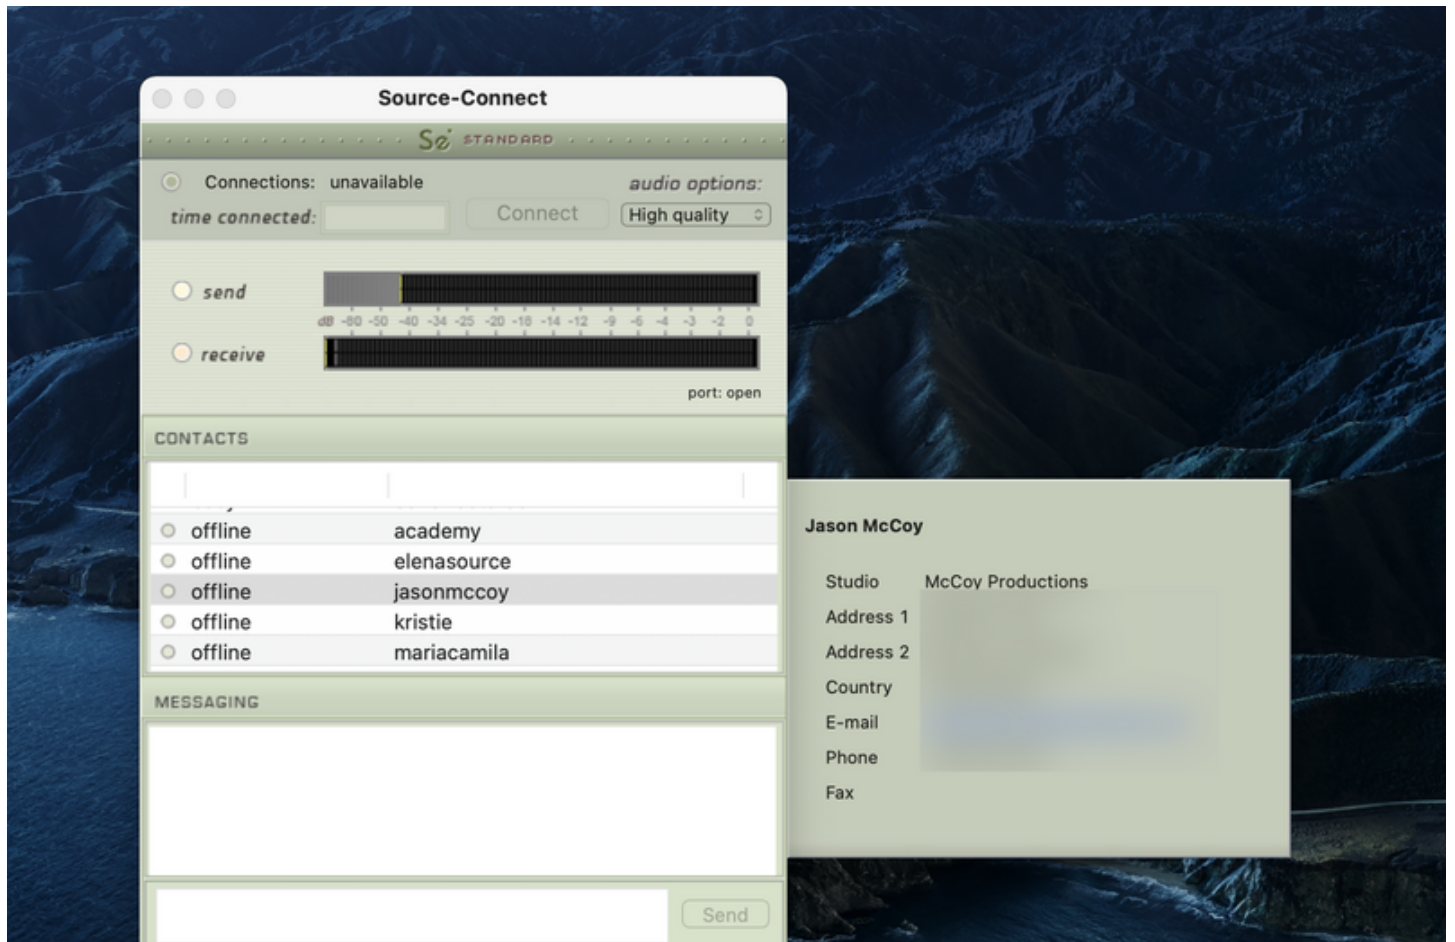 Source-Connect
Sc STANDARD
Connections: unavailable
audio options:
time connected:
Connect
High quality
send
dB -80 -50 -40 -34 -25 -20 -18 -14 -12 -9 -6 -4 -3 -2 0
receive
port: open
CONTACTS
offline academy
offline elenasource
offline jasonmccoy
offline kristie
offline mariacamila
MESSAGING
Send
Jason McCoy
Studio McCoy Productions
Address 1
Address 2
Country
E-mail
Phone
Fax